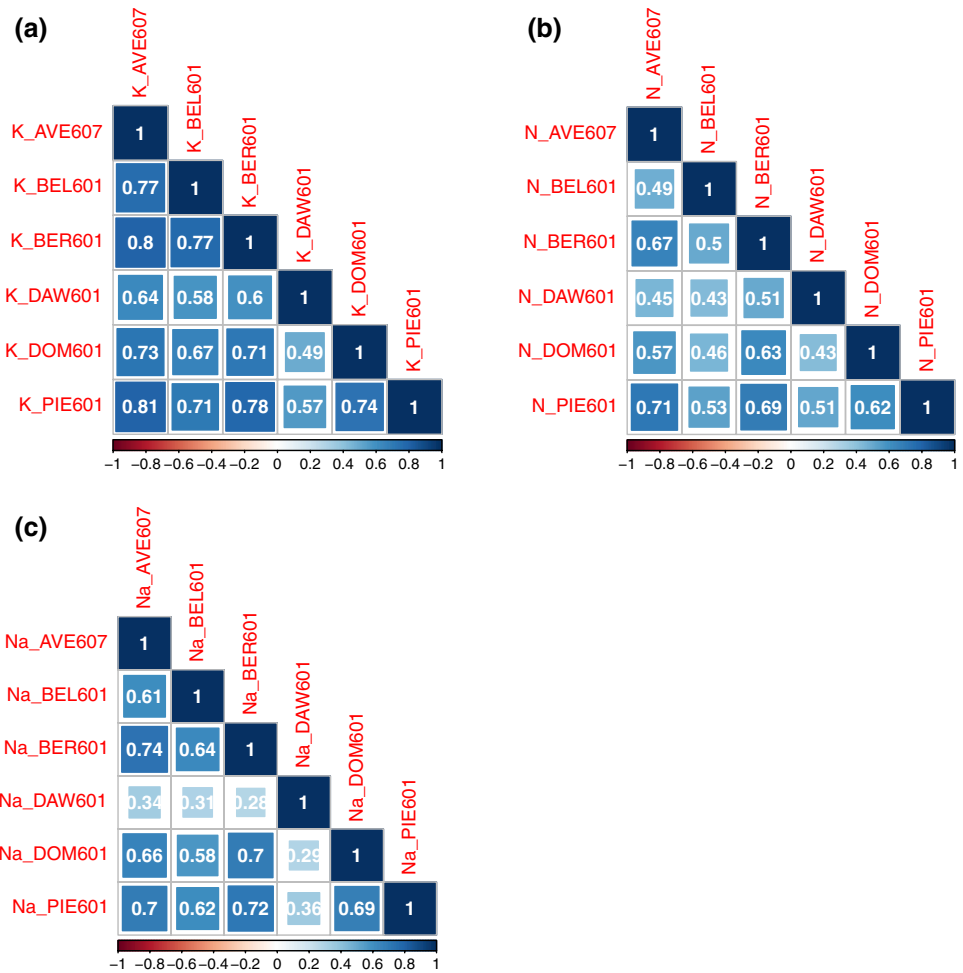 (a)
K_AVE607
K_BEL601
K_BER601
K_DAW601
K_DOM601
K_PIE601
K_AVE607 1
K_BEL601 0.77 1
K_BER601 0.8 0.77 1
K_DAW601 0.64 0.58 0.6 1
K_DOM601 0.73 0.67 0.71 0.49 1
K_PIE601 0.81 0.71 0.78 0.57 0.74 1
−1 −0.8 −0.6 −0.4 −0.2 0 0.2 0.4 0.6 0.8 1
(b)
N_AVE607
N_BEL601
N_BER601
N_DAW601
N_DOM601
N_PIE601
N_AVE607 1
N_BEL601 0.49 1
N_BER601 0.67 0.5 1
N_DAW601 0.45 0.43 0.51 1
N_DOM601 0.57 0.46 0.63 0.43 1
N_PIE601 0.71 0.53 0.69 0.51 0.62 1
−1 −0.8 −0.6 −0.4 −0.2 0 0.2 0.4 0.6 0.8 1
(c)
Na_AVE607
Na_BEL601
Na_BER601
Na_DAW601
Na_DOM601
Na_PIE601
Na_AVE607 1
Na_BEL601 0.61 1
Na_BER601 0.74 0.64 1
Na_DAW601 0.34 0.31 0.28 1
Na_DOM601 0.66 0.58 0.7 0.29 1
Na_PIE601 0.7 0.62 0.72 0.36 0.69 1
−1 −0.8 −0.6 −0.4 −0.2 0 0.2 0.4 0.6 0.8 1